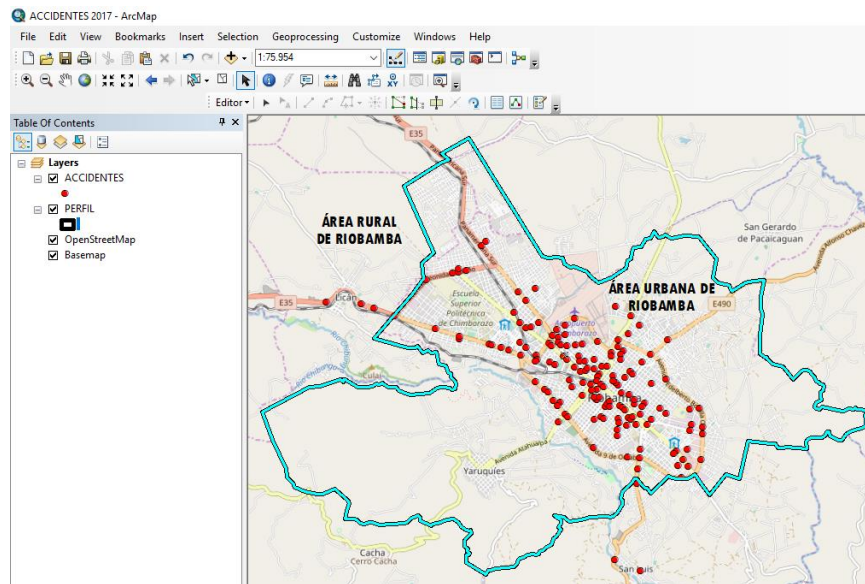 ACCIDENTES 2017 - ArcMap
File Edit View Bookmarks Insert Selection Geoprocessing Customize Windows Help
1:75.954
Editor
Table Of Contents
Layers
ACCIDENTES
PERFIL
OpenStreetMap
Basemap
E35
ÁREA RURAL
DE RIOBAMBA
San Gerardo
de Pacaicaguan
ÁREA URBANA DE
RIOBAMBA
E490
E35
Licán
Escuela
Superior
Politécnica
de Chimborazo
Avenida Atahualpa
Yaruquíes
Cacha
Cerro Cacha
San Luis